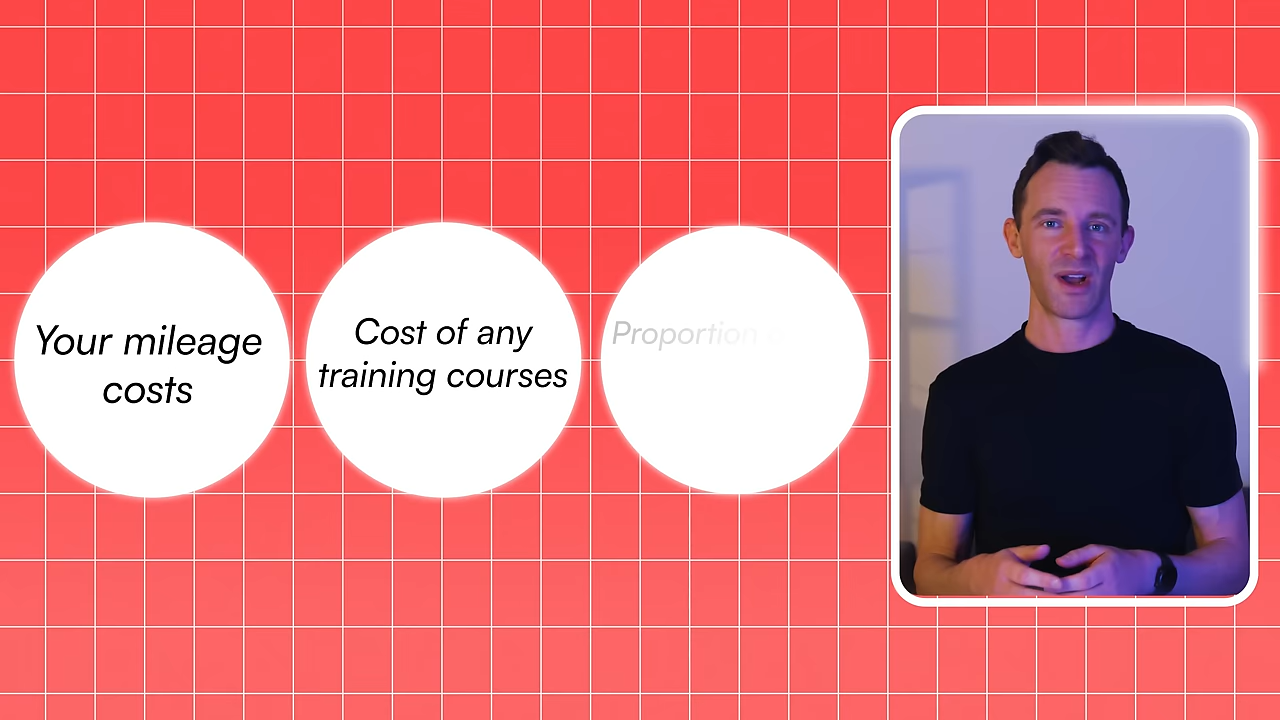 Your mileage
costs
Cost of any
training courses
Proportion